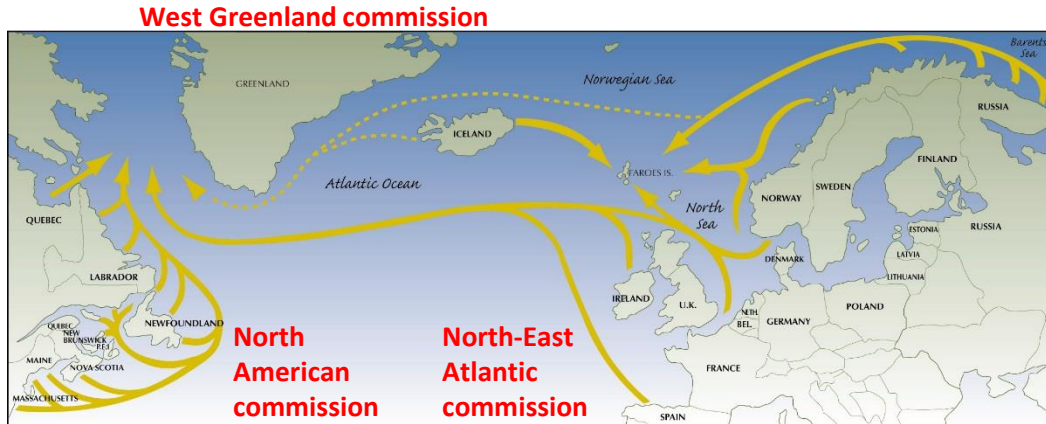 West Greenland commission
Barents
Sea
Norwegian Sea
GREENLAND
RUSSIA
ICELAND
FINLAND
FAROES IS.
Atlantic Ocean
NORWAY
SWEDEN
North
Sea
QUEBEC
RUSSIA
ESTONIA
LATVIA
DENMARK
LITHUANIA
LABRADOR
IRELAND
U.K.
POLAND
NETH.
BEL.
GERMANY
NEWFOUNDLAND
QUEBEC
NEW
BRUNSWICK
P.E.I
MAINE
NOVA SCOTIA
MASSACHUSETTS
FRANCE
SPAIN
North
American
commission
North-East
Atlantic
commission